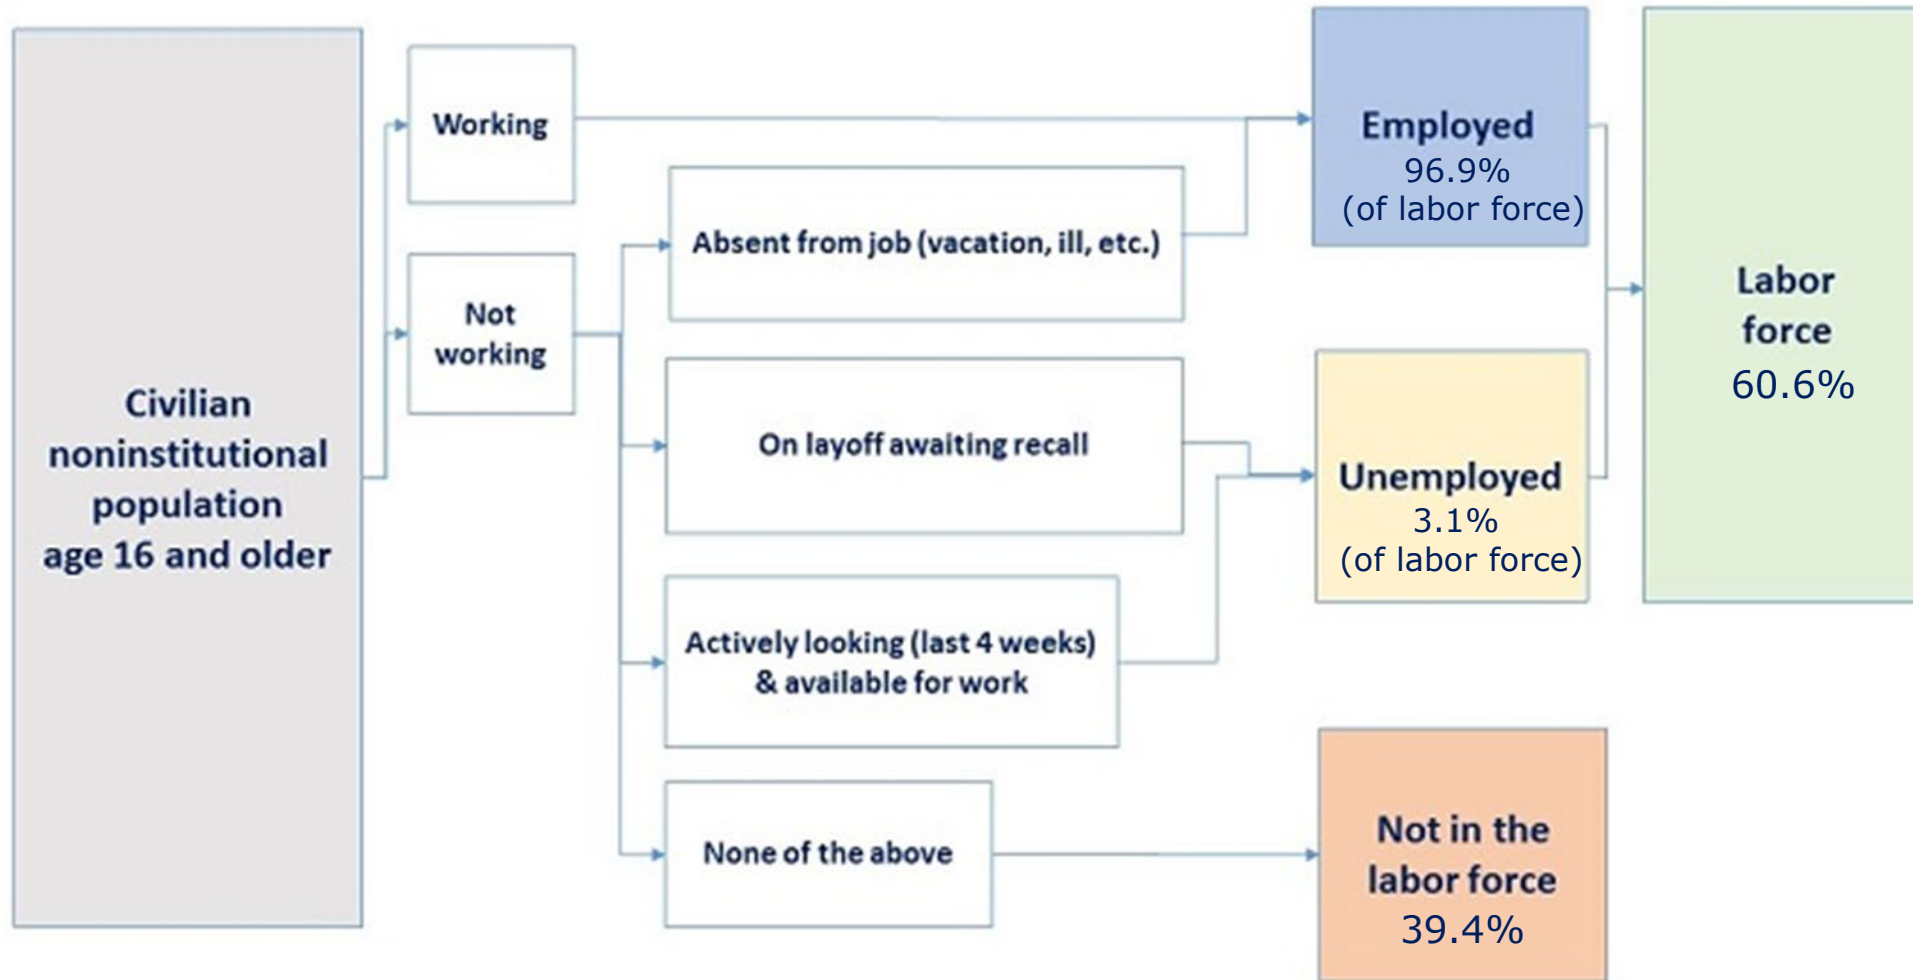 Civilian
noninstitutional
population
age 16 and older
Working
Not
working
Absent from job (vacation, ill, etc.)
On layoff awaiting recall
Actively looking (last 4 weeks)
& available for work
None of the above
Employed
96.9%
(of labor force)
Unemployed
3.1%
(of labor force)
Not in the
labor force
39.4%
Labor
force
60.6%